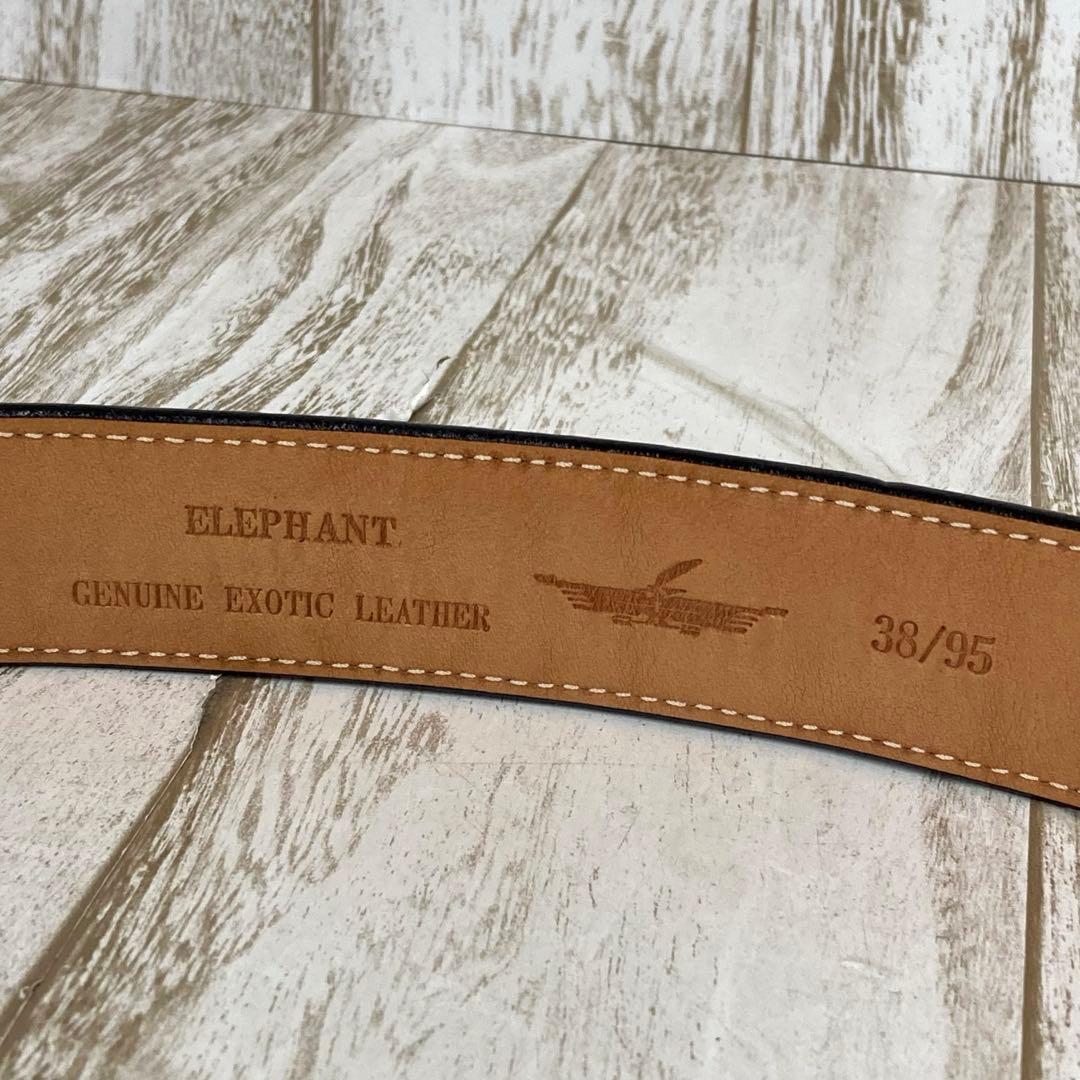 ELEPHANT
GENUINE EXOTIC LEATHER
38/95